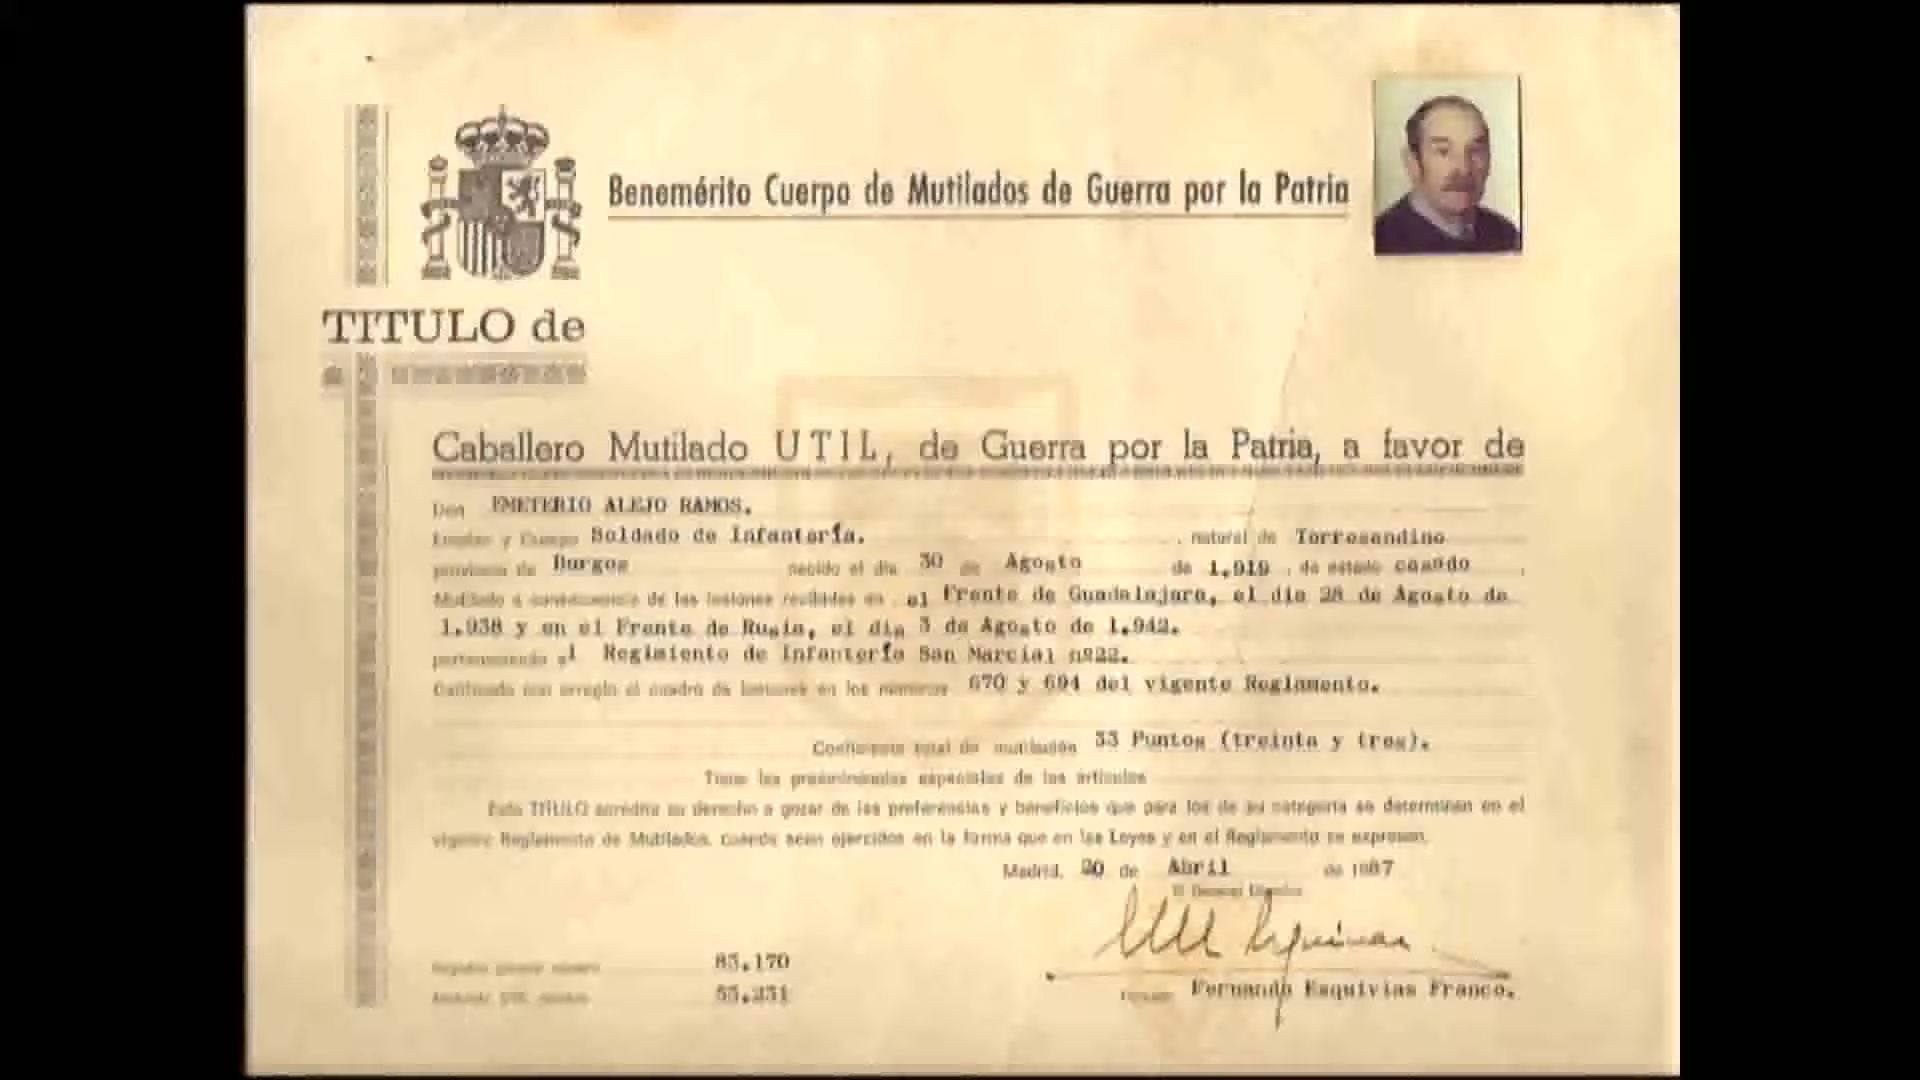 Benemérito Cuerpo de Mutilados de Guerra por la Patria
TITULO de
Caballero Mutilado UTIL, de Guerra por la Patria, a favor de
Don EMETERIO ALEJO RAMOS.
Empleo y Cuerpo Soldado de Infantería. , natural de Torresandino
provincia de Burgos nacido el día 30 de Agosto de 1.919 , de estado casado ,
Mutilado a consecuencia de las lesiones recibidas en el Frente de Guadalajara, el día 28 de Agosto de
1.938 y en el Frente de Rusia, el día 3 de Agosto de 1.942.
perteneciendo al Regimiento de Infantería San Marcial nº22.
Calificado con arreglo al cuadro de lesiones en los números 670 y 694 del vigente Reglamento.
Coeficiente total de mutilación 33 Puntos (treinta y tres).
Tiene las preeminencias especiales de los artículos
Este TÍTULO acredita su derecho a gozar de las preferencias y beneficios que para los de su categoría se determinan en el
vigente Reglamento de Mutilados, cuando sean ejercidos en la forma que en las Leyes y en el Reglamento se expresan.
Madrid, 20 de Abril de 1987
El General Director
Registro general número 85.170
número 55.231
Fernando Esquivias Franco.